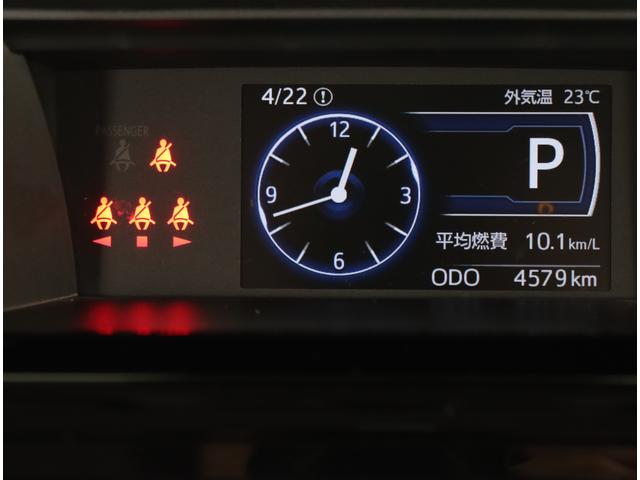 4/22 外気温 23℃
PASSENGER
12
9 3
6
P
平均燃費 10.1km/L
ODO 4579km